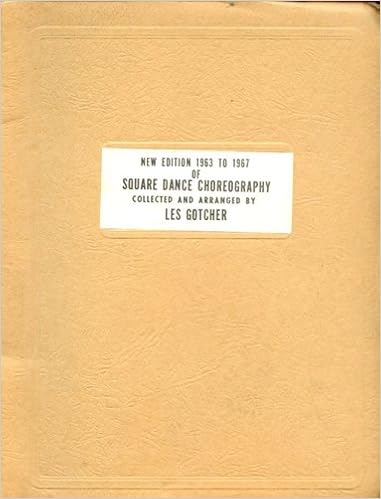 NEW EDITION 1963 TO 1967
OF
SQUARE DANCE CHOREOGRAPHY
COLLECTED AND ARRANGED BY
LES GOTCHER